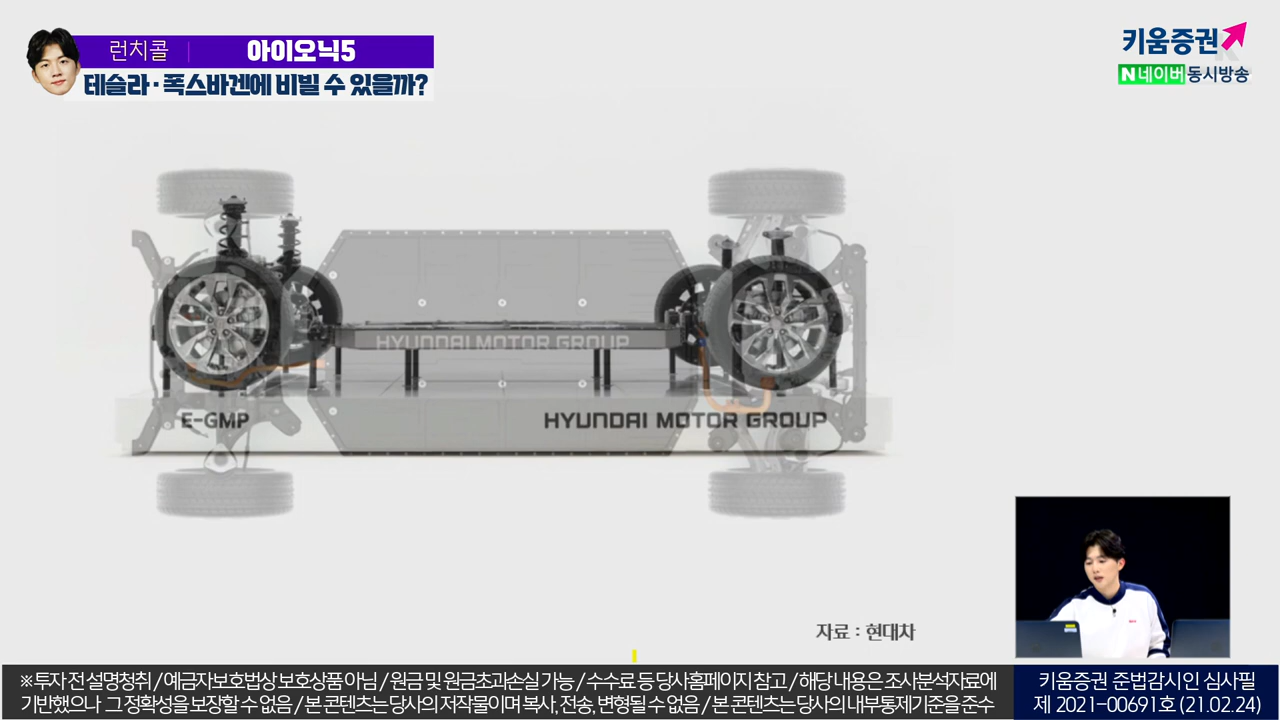 런치콜 | 아이오닉5
테슬라·폭스바겐에 비빌 수 있을까?
키움증권
N 네이버 동시방송
HYUNDAI MOTOR GROUP
E-GMP
HYUNDAI MOTOR GROUP
자료 : 현대차
※ 투자 전 설명청취 / 예금자보호법상 보호상품 아님 / 원금 및 원금초과손실 가능 / 수수료 등 당사홈페이지 참고 / 해당 내용은 조사분석자료에
기반했으나 그 정확성을 보장할 수 없음 / 본 콘텐츠는 당사의 저작물이며 복사, 전송, 변형될 수 없음 / 본 콘텐츠는 당사의 내부통제기준을 준수
키움증권 준법감시인 심사필
제 2021-00691호 (21.02.24)